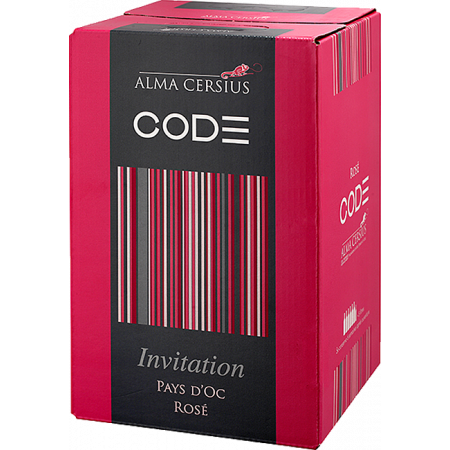 ALMA CERSIUS
CODE
Invitation
PAYS D'OC
ROSÉ
ROSÉ
CODE
ALMA CERSIUS